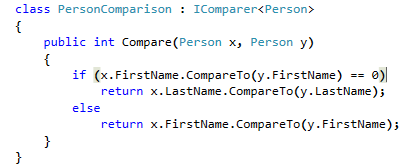 class PersonComparison : IComparer<Person>
{
    public int Compare(Person x, Person y)
    {
        if (x.FirstName.CompareTo(y.FirstName) == 0)
            return x.LastName.CompareTo(y.LastName);
        else
            return x.FirstName.CompareTo(y.FirstName);
    }
}